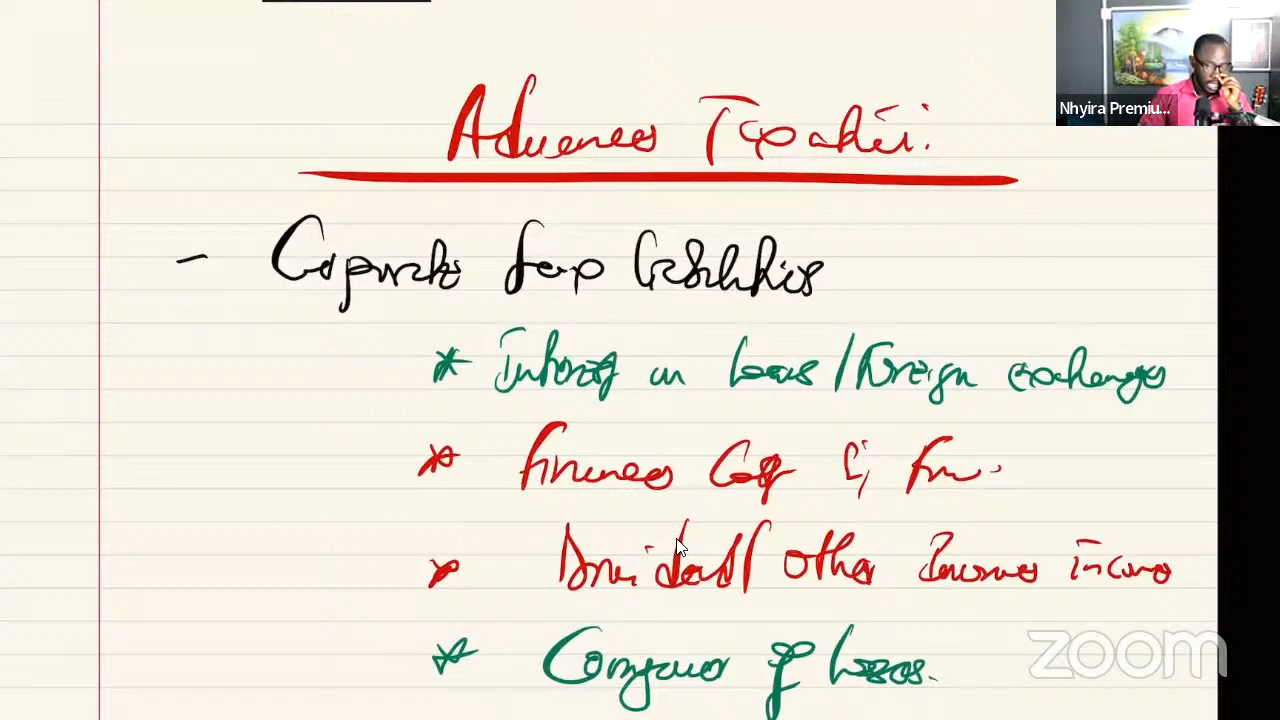 Nhyira Premiu...
Advanced Taxation.
- Corporate tax liabilities
* Interest on loans / Foreign exchange
* Finance Cost &
* Dividend / Other Income
* of losses.
zoom